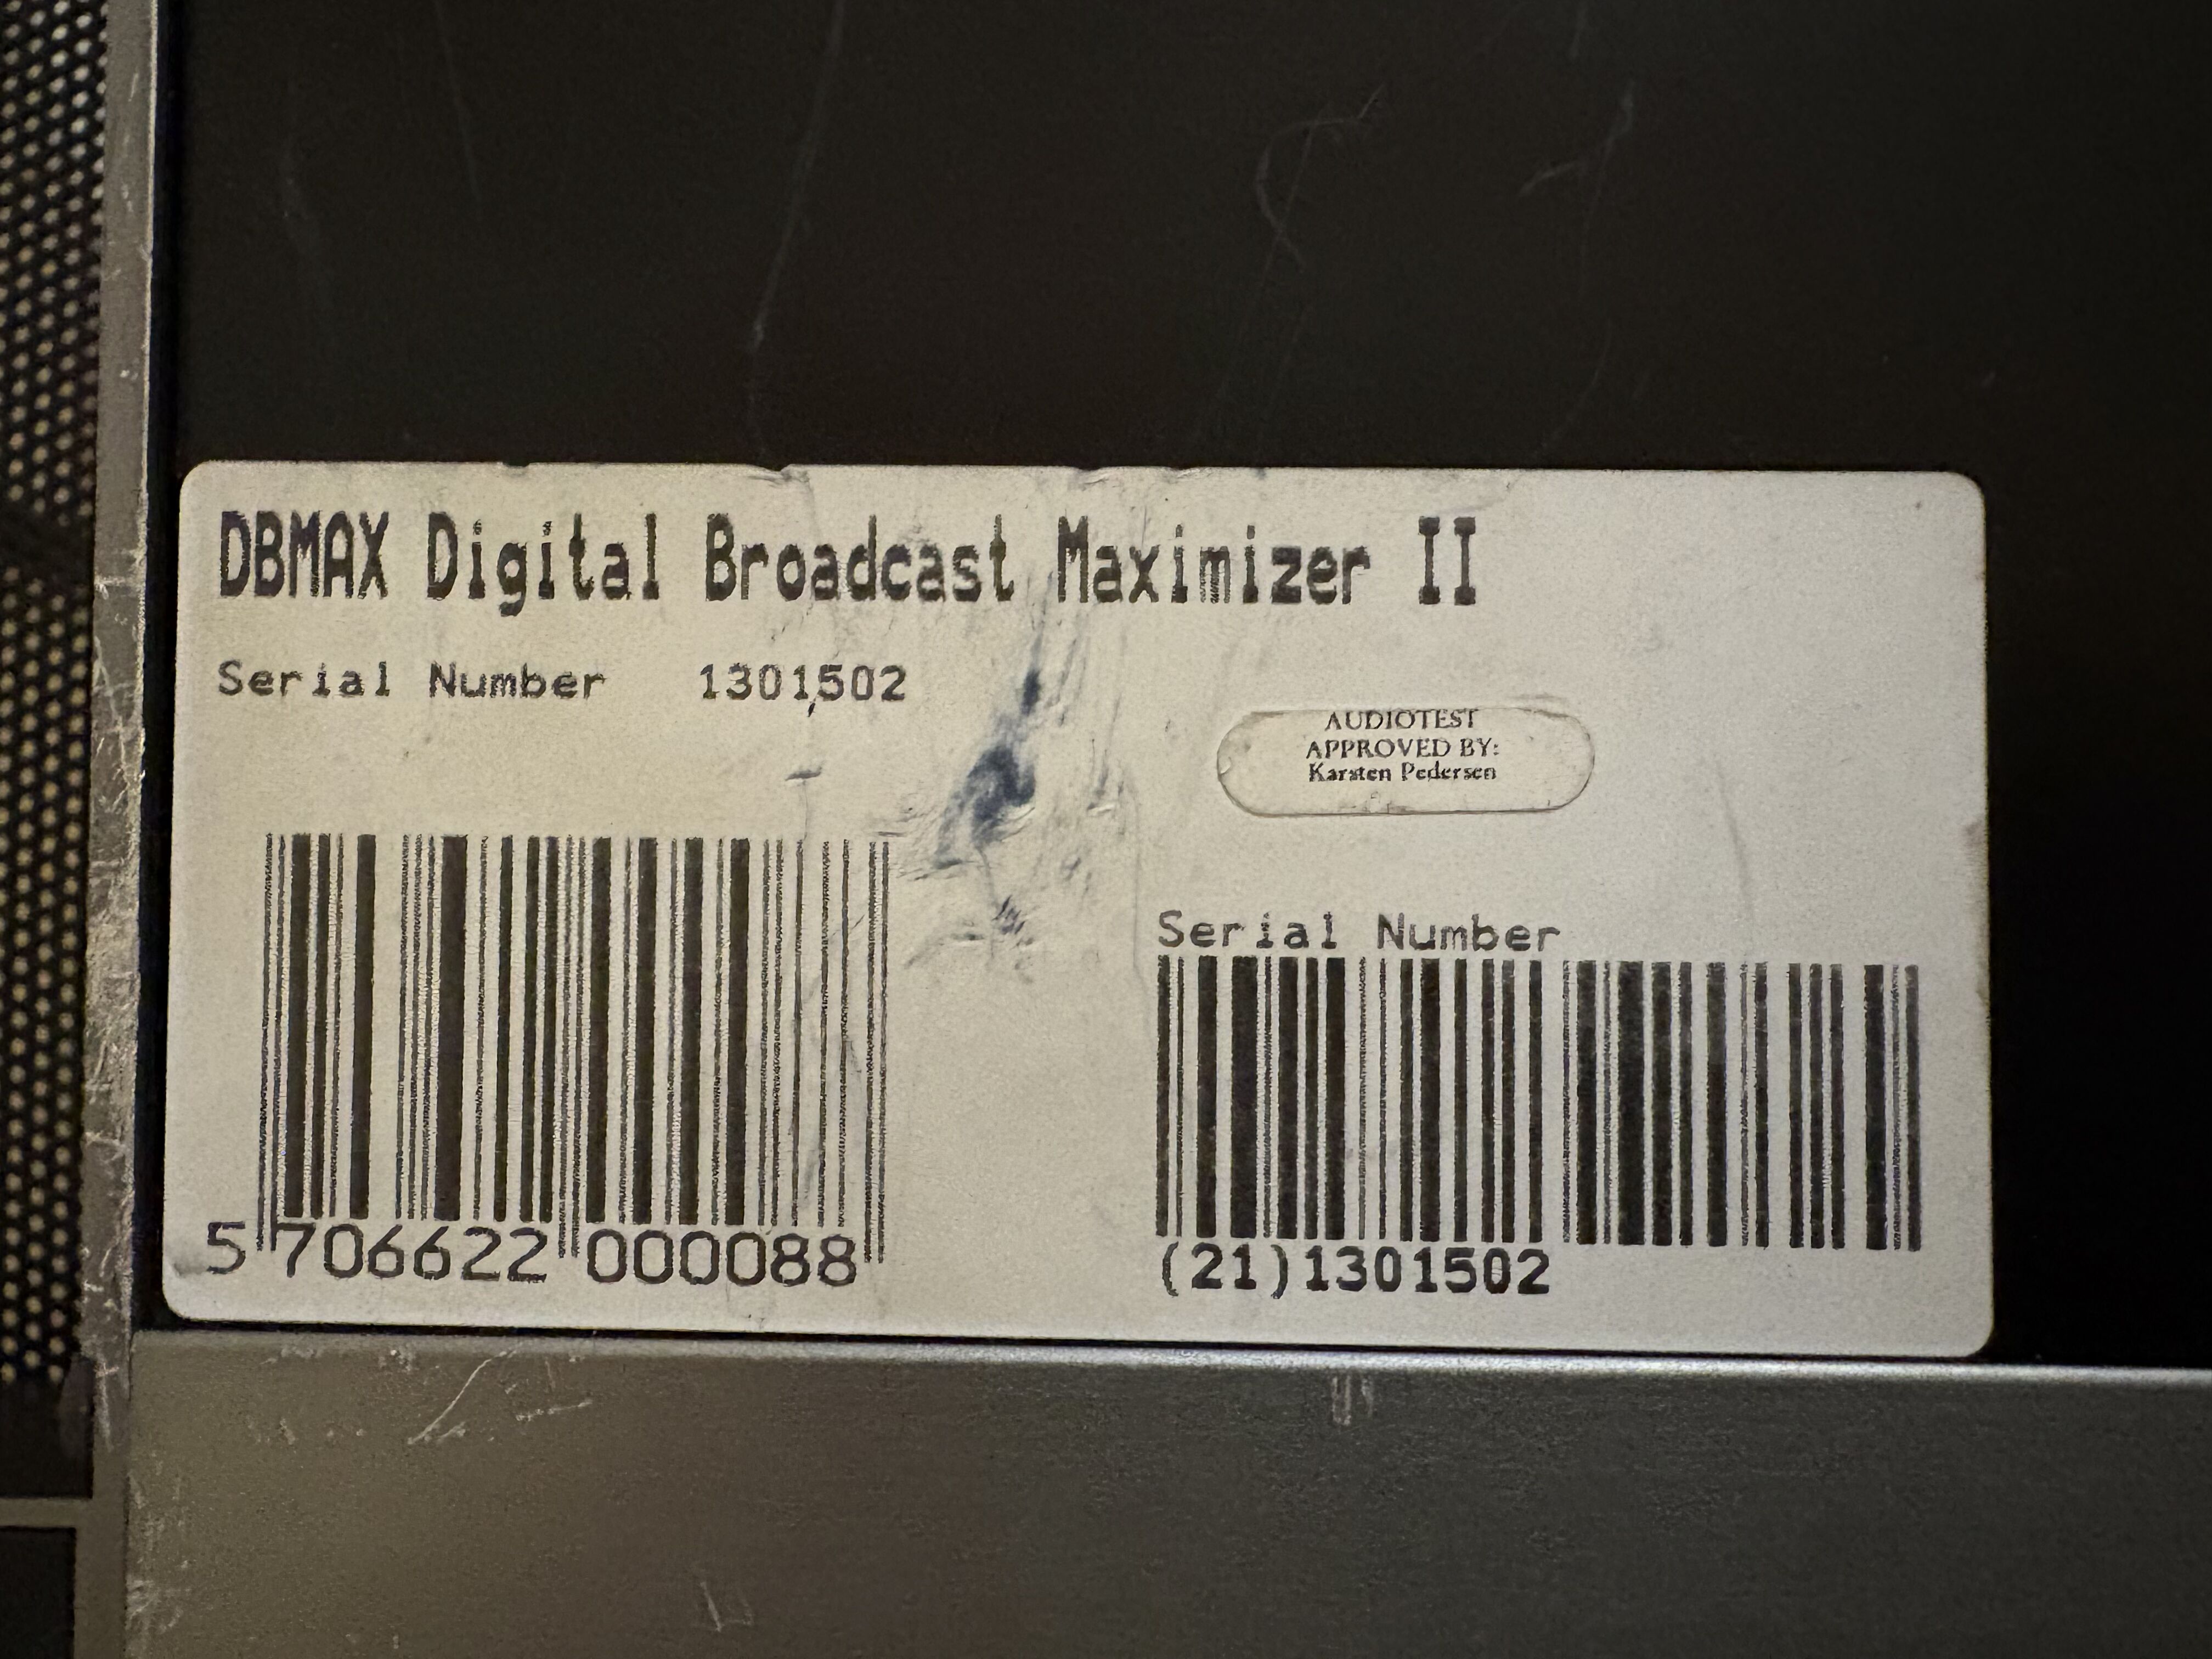 DBMAX Digital Broadcast Maximizer II
Serial Number 1301502
AUDIOTEST
APPROVED BY:
Karsten Pedersen
5 706622 000088
Serial Number
(21)1301502